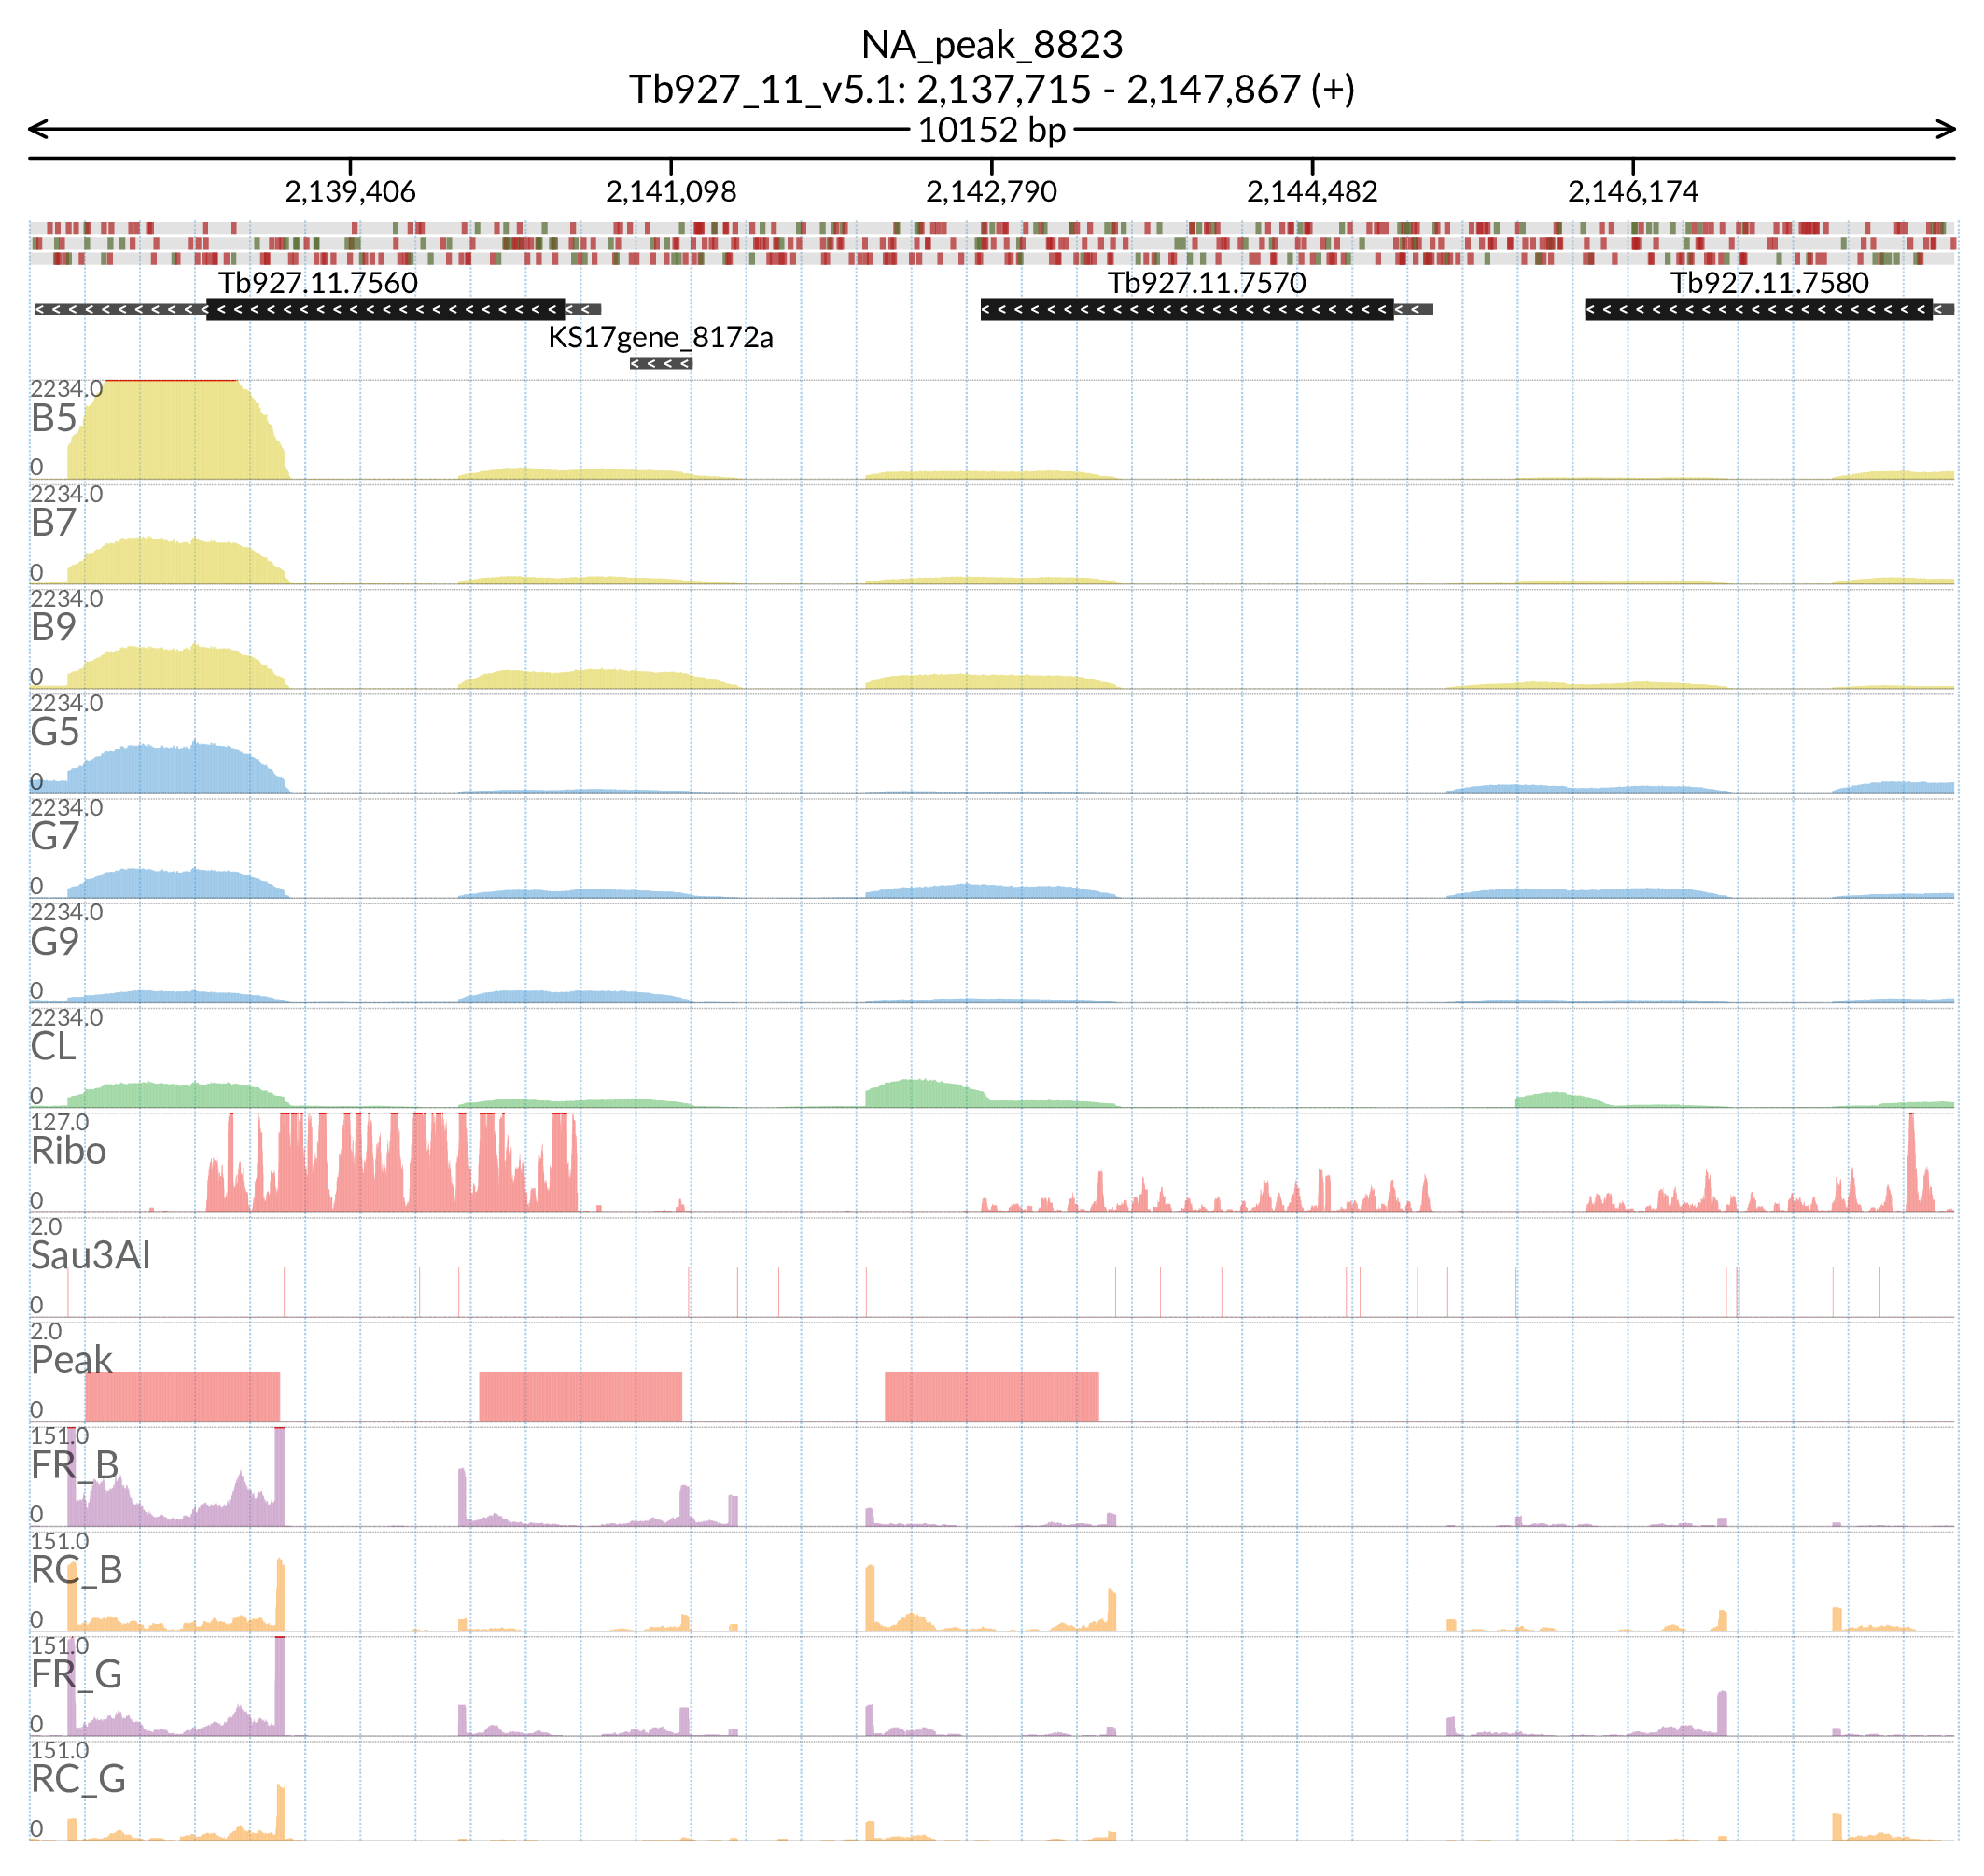 NA_peak_8823
Tb927_11_v5.1: 2,137,715 - 2,147,867 (+)
10152 bp
2,139,406 2,141,098 2,142,790 2,144,482 2,146,174
Tb927.11.7560 Tb927.11.7570 Tb927.11.7580
KS17gene_8172a
2234.0
B5
0
2234.0
B7
0
2234.0
B9
0
2234.0
G5
0
2234.0
G7
0
2234.0
G9
0
2234.0
CL
0
127.0
Ribo
0
2.0
Sau3AI
0
2.0
Peak
0
151.0
FR_B
0
151.0
RC_B
0
151.0
FR_G
0
151.0
RC_G
0